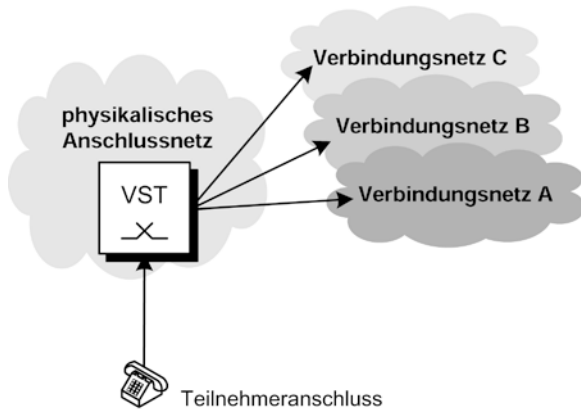 Verbindungsnetz C
physikalisches
Anschlussnetz
Verbindungsnetz B
VST
Verbindungsnetz A
Teilnehmeranschluss